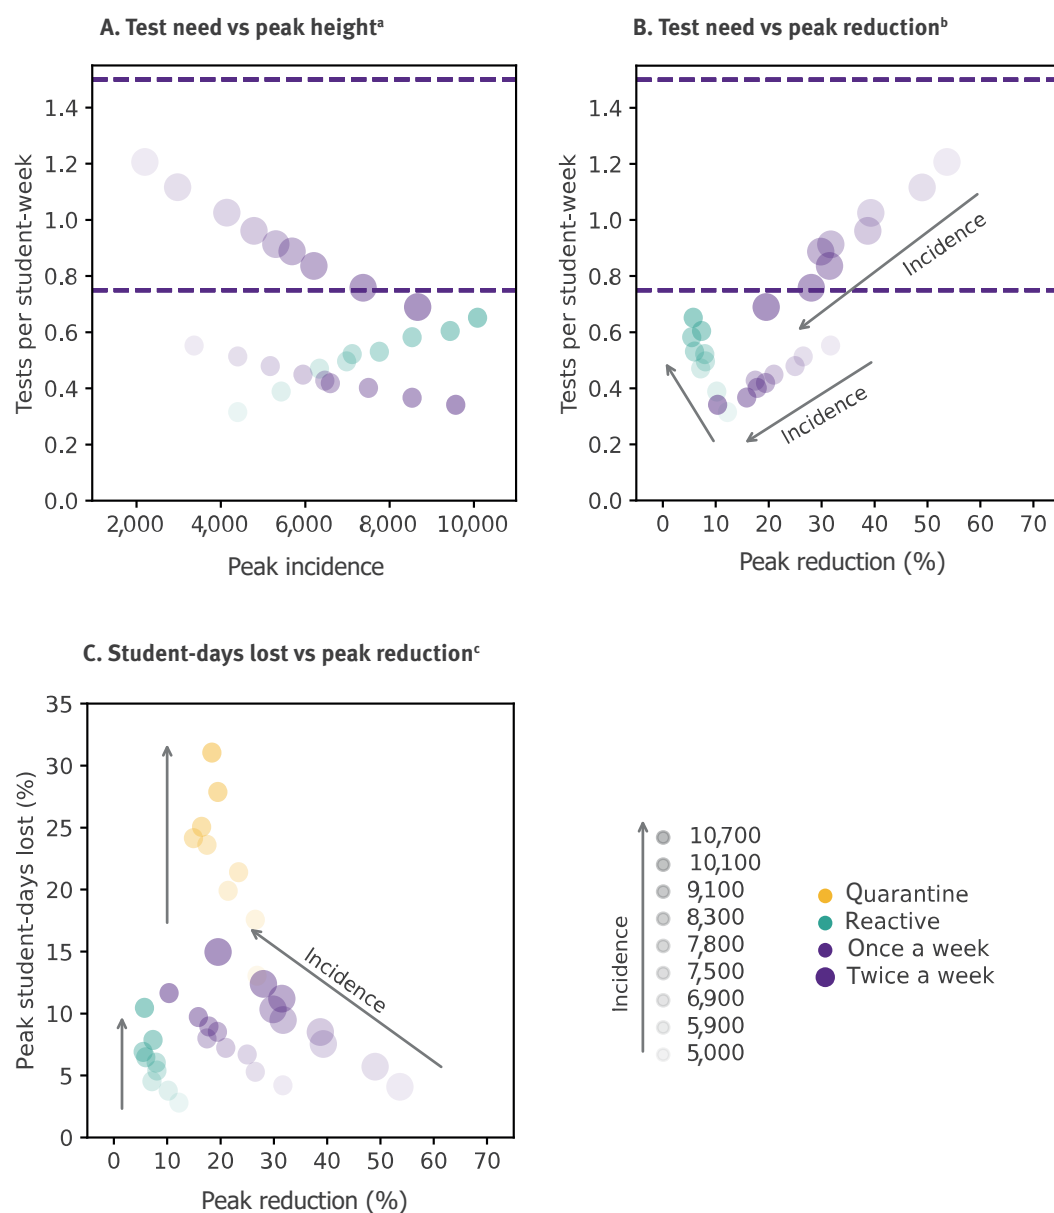 A. Test need vs peak heightᵃ
Tests per student-week
1.4
1.2
1.0
0.8
0.6
0.4
0.2
0.0
2,000 4,000 6,000 8,000 10,000
Peak incidence
B. Test need vs peak reductionᵇ
Tests per student-week
1.4
1.2
1.0
0.8
0.6
0.4
0.2
0.0
Incidence
Incidence
0 10 20 30 40 50 60 70
Peak reduction (%)
C. Student-days lost vs peak reductionᶜ
Peak student-days lost (%)
35
30
25
20
15
10
5
0
Incidence
0 10 20 30 40 50 60 70
Peak reduction (%)
Incidence
10,700
10,100
9,100
8,300
7,800
7,500
6,900
5,900
5,000
Quarantine
Reactive
Once a week
Twice a week